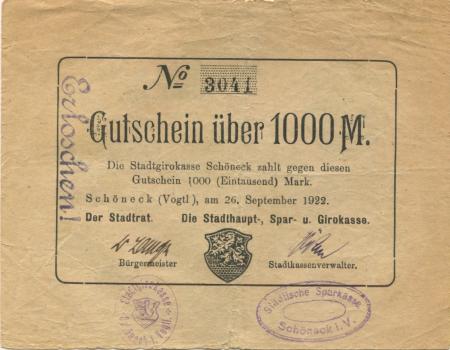 Erloschen!
No 3041
Gutschein über 1000 M.
Die Stadtgirokasse Schöneck zahlt gegen diesen
Gutschein 1000 (Eintausend) Mark.
Schöneck (Vogtl), am 26. September 1922.
Der Stadtrat. Die Stadthaupt-, Spar- u. Girokasse.
Bürgermeister Stadtkassenverwalter.
Stadtgirokasse
Städtische Sparkasse
Schöneck i. V.